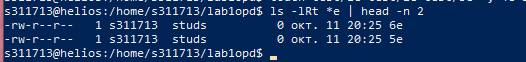 s311713@helios:/home/s311713/lab1opd$ ls -lRt *e | head -n 2
-rw-r--r-- 1 s311713 studs 0 окт. 11 20:25 6e
-rw-r--r-- 1 s311713 studs 0 окт. 11 20:25 5e
s311713@helios:/home/s311713/lab1opd$